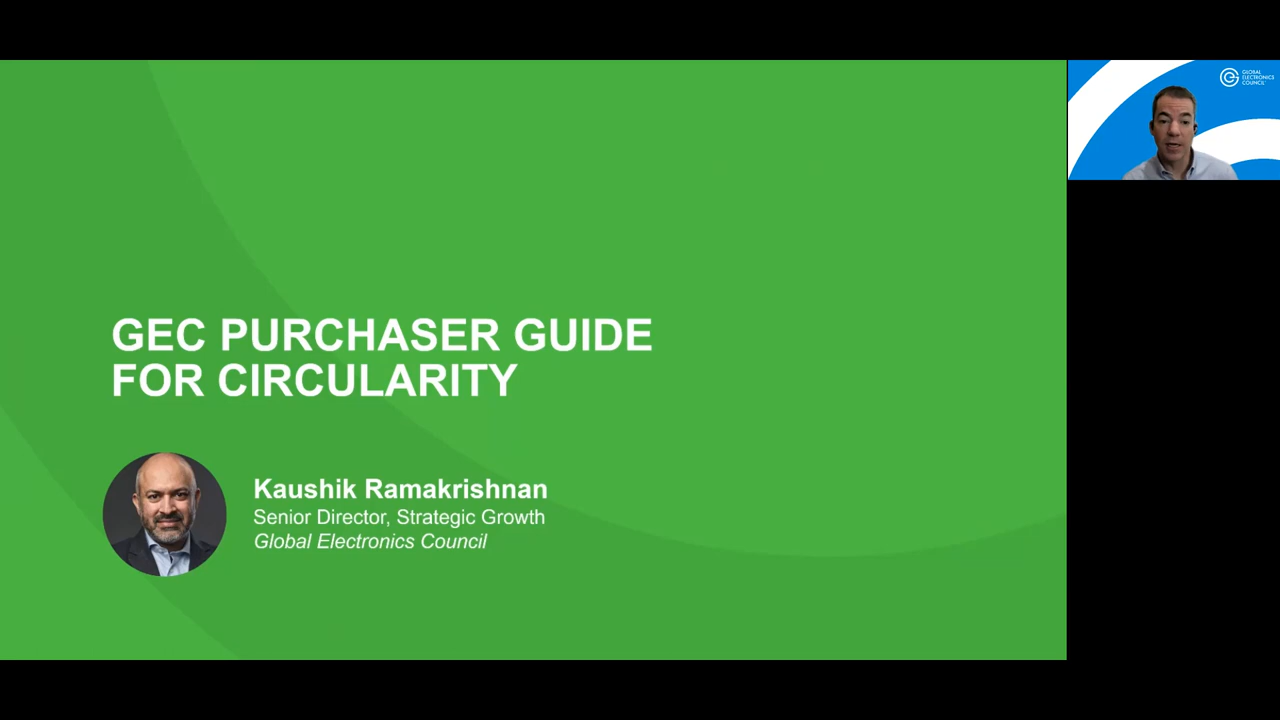 GEC PURCHASER GUIDE
FOR CIRCULARITY
Kaushik Ramakrishnan
Senior Director, Strategic Growth
Global Electronics Council
GLOBAL
ELECTRONICS
COUNCIL